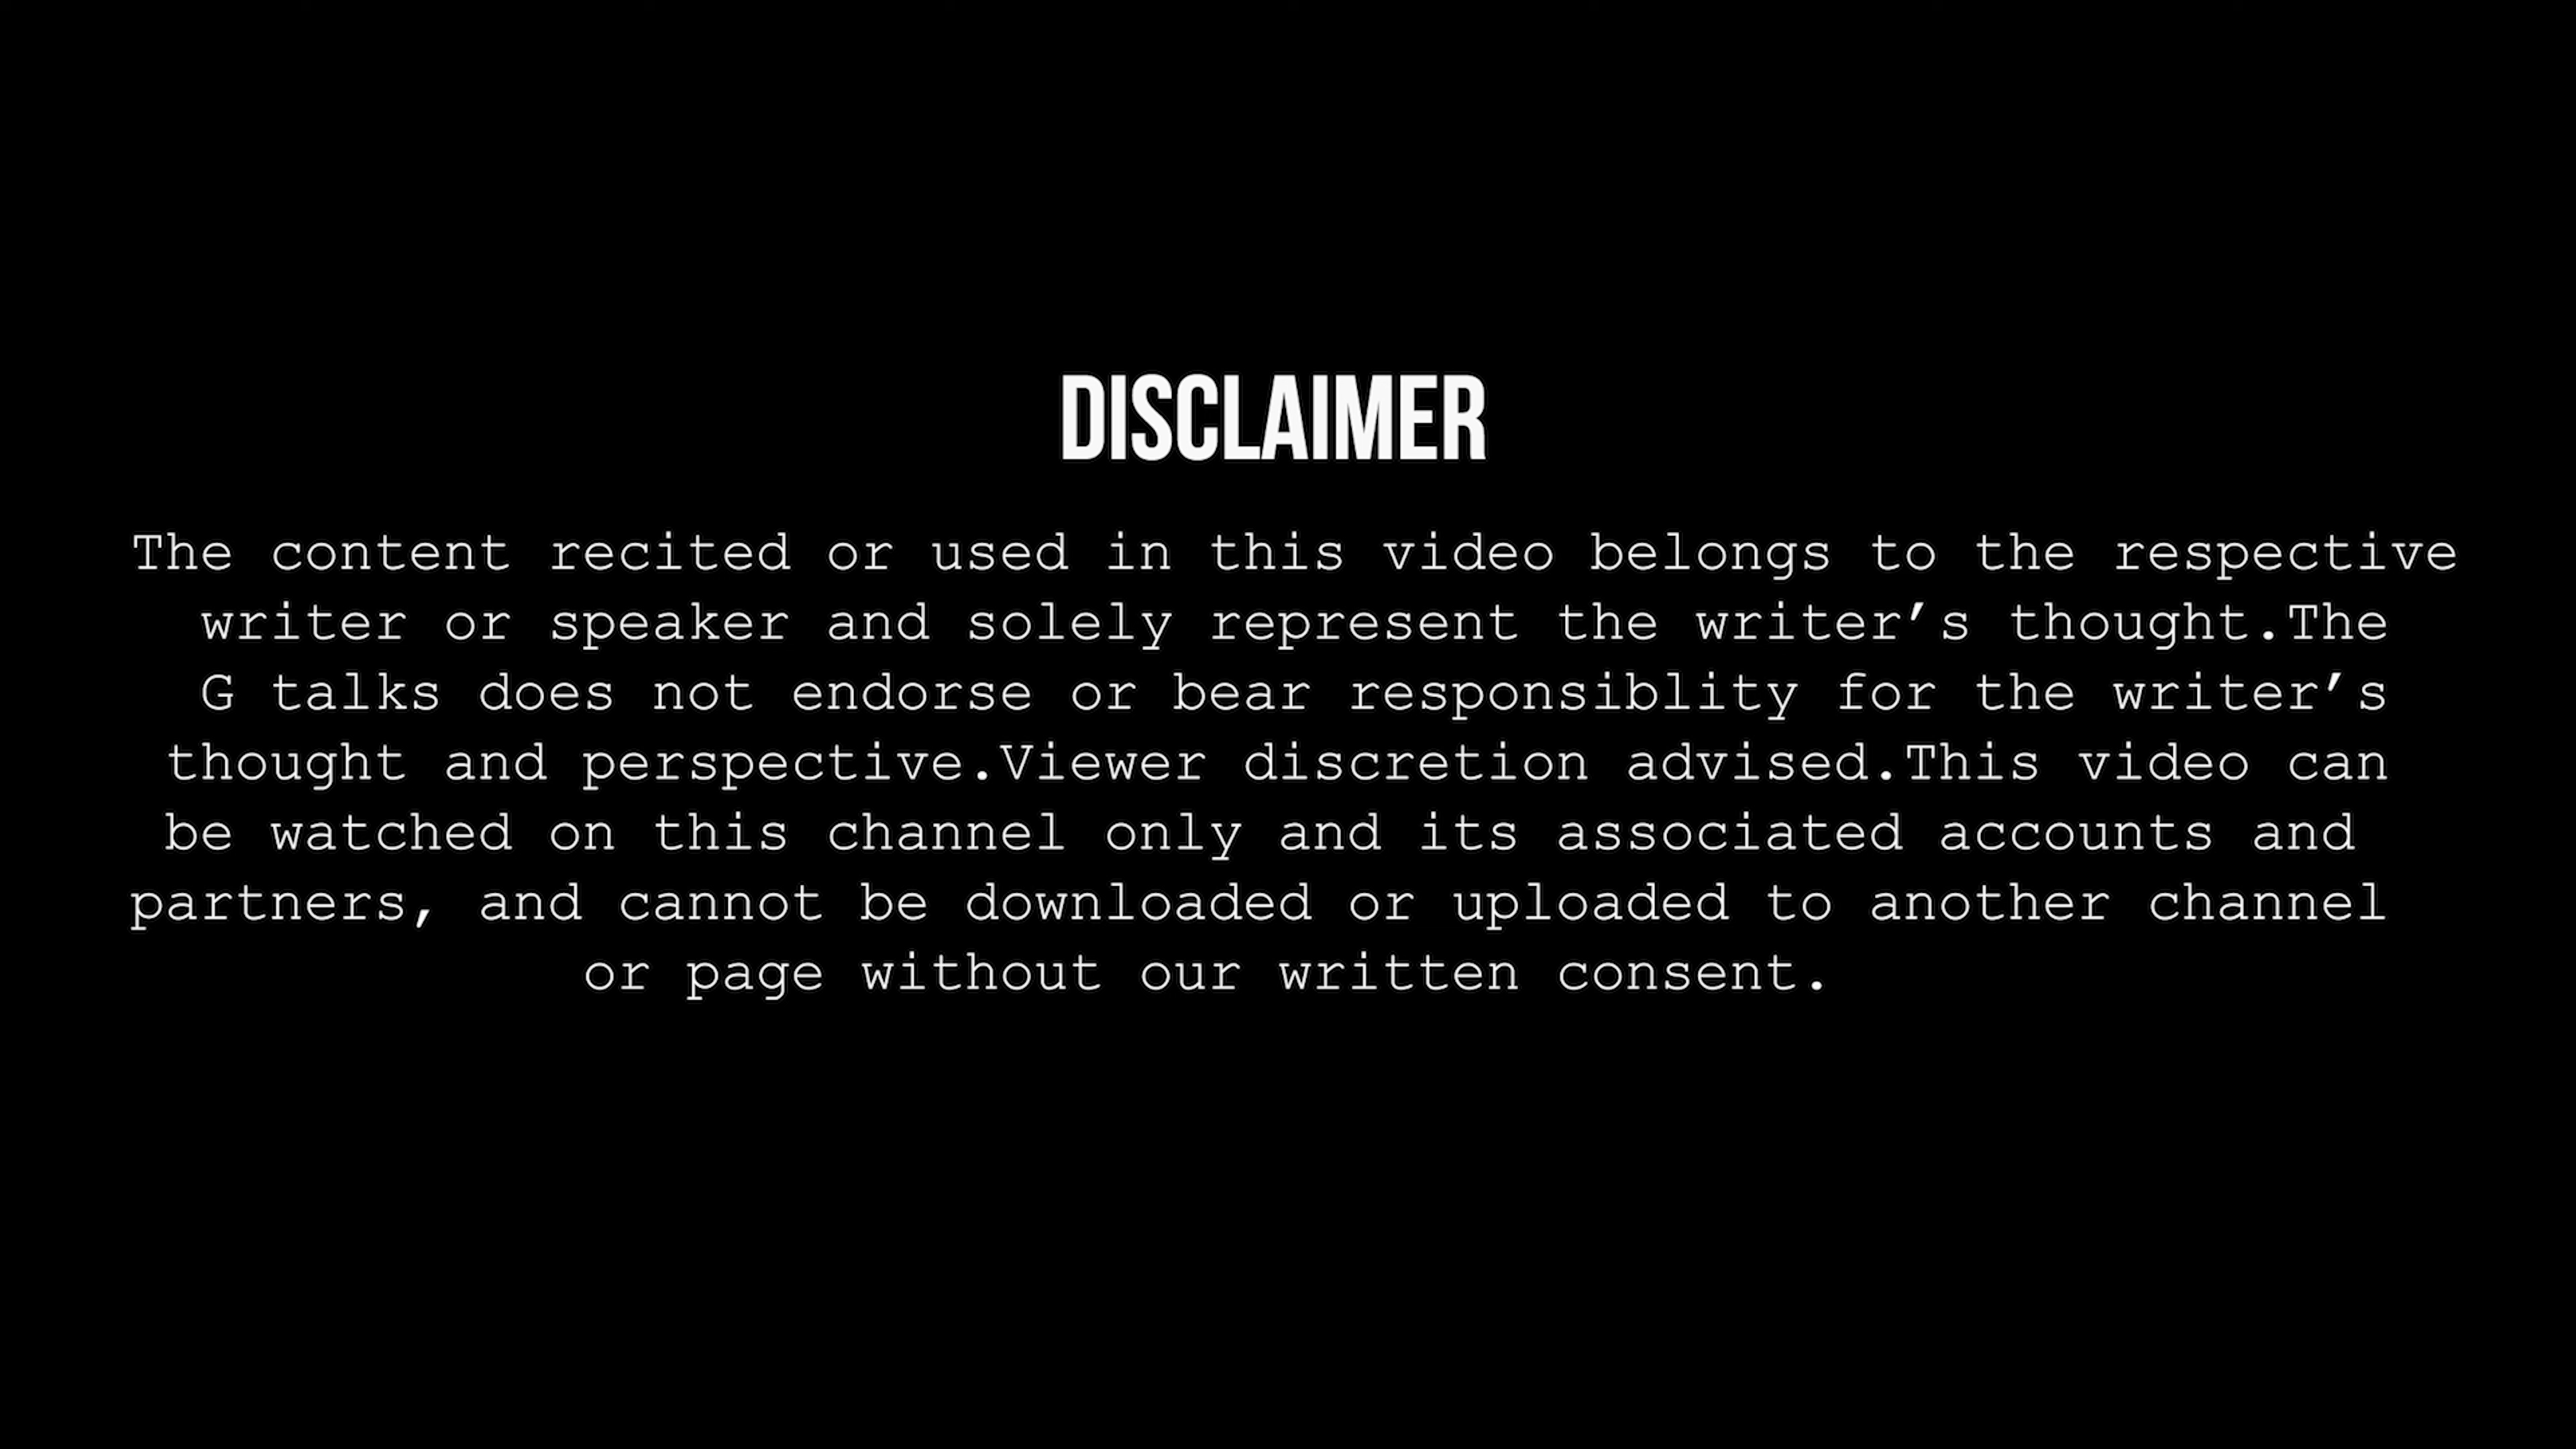 DISCLAIMER
The content recited or used in this video belongs to the respective
writer or speaker and solely represent the writer’s thought.The
G talks does not endorse or bear responsiblity for the writer’s
thought and perspective.Viewer discretion advised.This video can
be watched on this channel only and its associated accounts and
partners, and cannot be downloaded or uploaded to another channel
or page without our written consent.